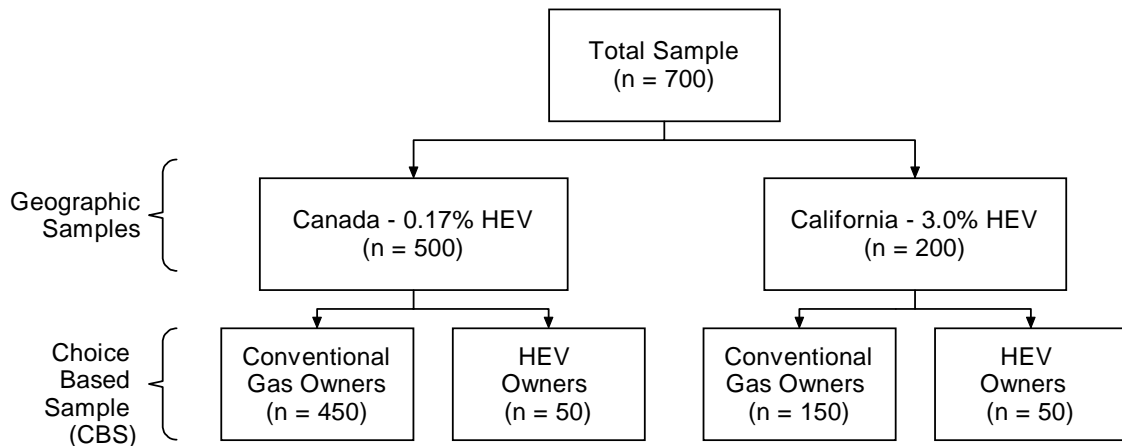 Total Sample
(n = 700)
Geographic
Samples
Canada - 0.17% HEV
(n = 500)
California - 3.0% HEV
(n = 200)
Choice
Based
Sample
(CBS)
Conventional
Gas Owners
(n = 450)
HEV
Owners
(n = 50)
Conventional
Gas Owners
(n = 150)
HEV
Owners
(n = 50)